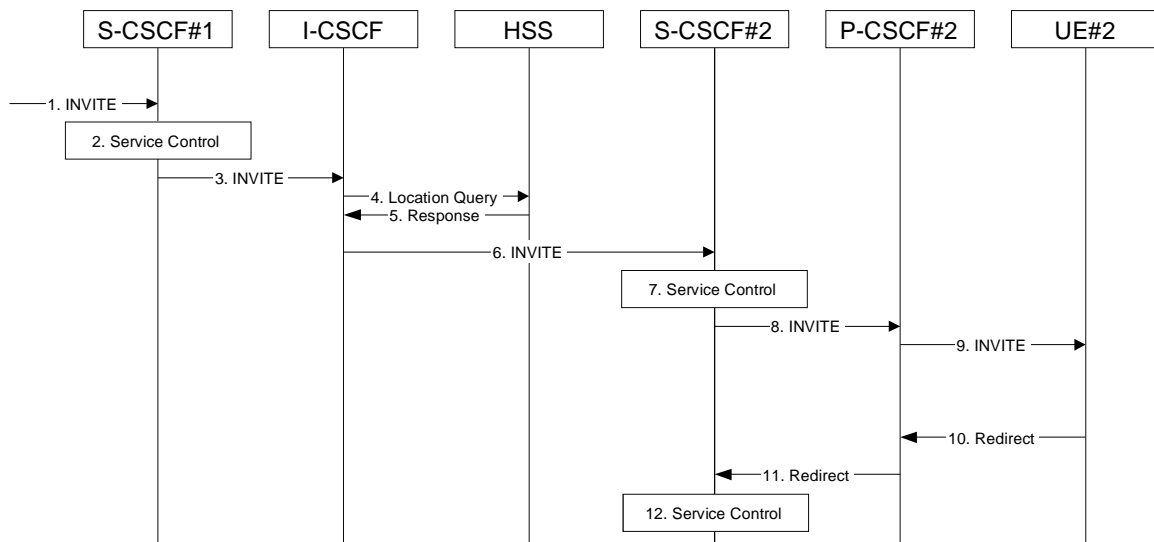 S-CSCF#1
I-CSCF
HSS
S-CSCF#2
P-CSCF#2
UE#2
1. INVITE
2. Service Control
3. INVITE
4. Location Query
5. Response
6. INVITE
7. Service Control
8. INVITE
9. INVITE
10. Redirect
11. Redirect
12. Service Control